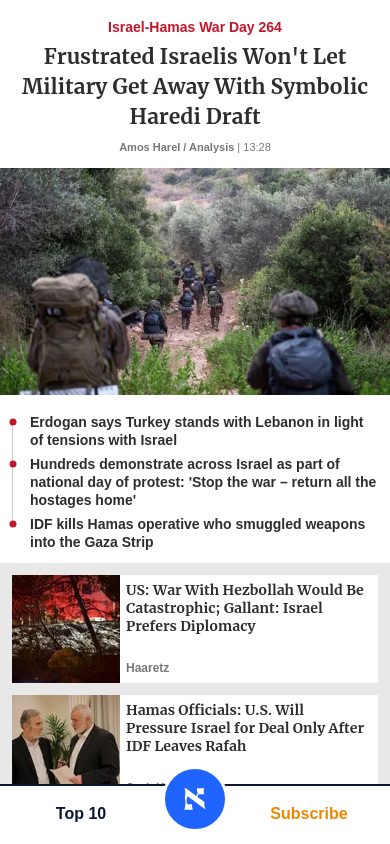 Israel-Hamas War Day 264
Frustrated Israelis Won't Let
Military Get Away With Symbolic
Haredi Draft
Amos Harel / Analysis | 13:28
Erdogan says Turkey stands with Lebanon in light
of tensions with Israel
Hundreds demonstrate across Israel as part of
national day of protest: 'Stop the war – return all the
hostages home'
IDF kills Hamas operative who smuggled weapons
into the Gaza Strip
US: War With Hezbollah Would Be
Catastrophic; Gallant: Israel
Prefers Diplomacy
Haaretz
Hamas Officials: U.S. Will
Pressure Israel for Deal Only After
IDF Leaves Rafah
Top 10
א
Subscribe